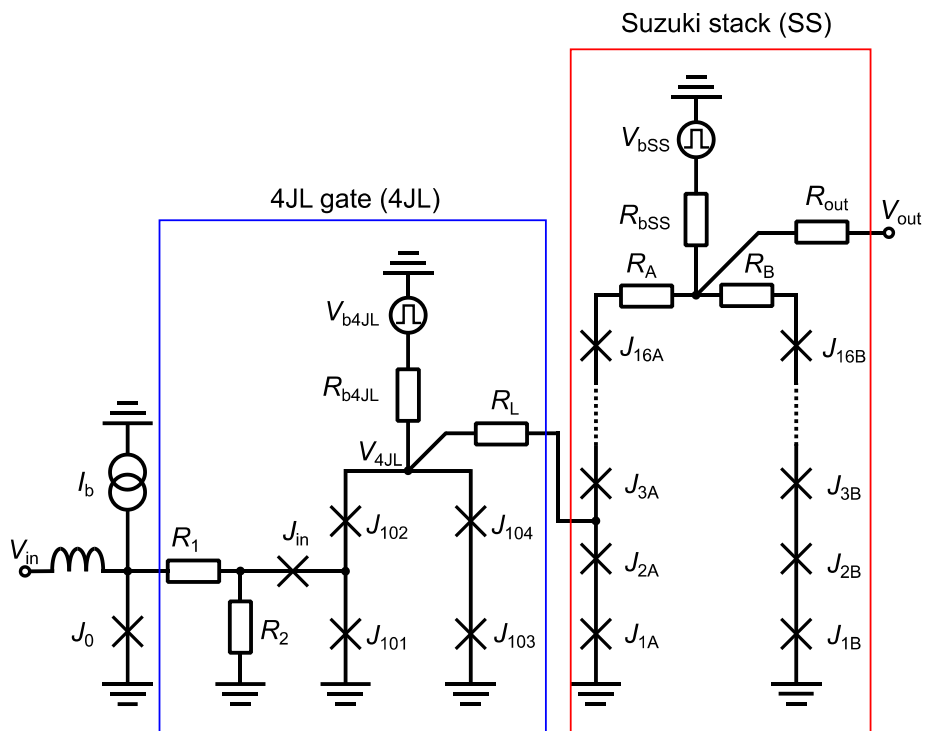 Suzuki stack (SS)
VbSS
RbSS
Rout
Vout
4JL gate (4JL)
RA
RB
Vb4JL
J16A
J16B
Rb4JL
RL
V4JL
Ib
J3A
J3B
J102
J104
Vin
R1
Jin
J2A
J2B
J0
R2
J101
J103
J1A
J1B